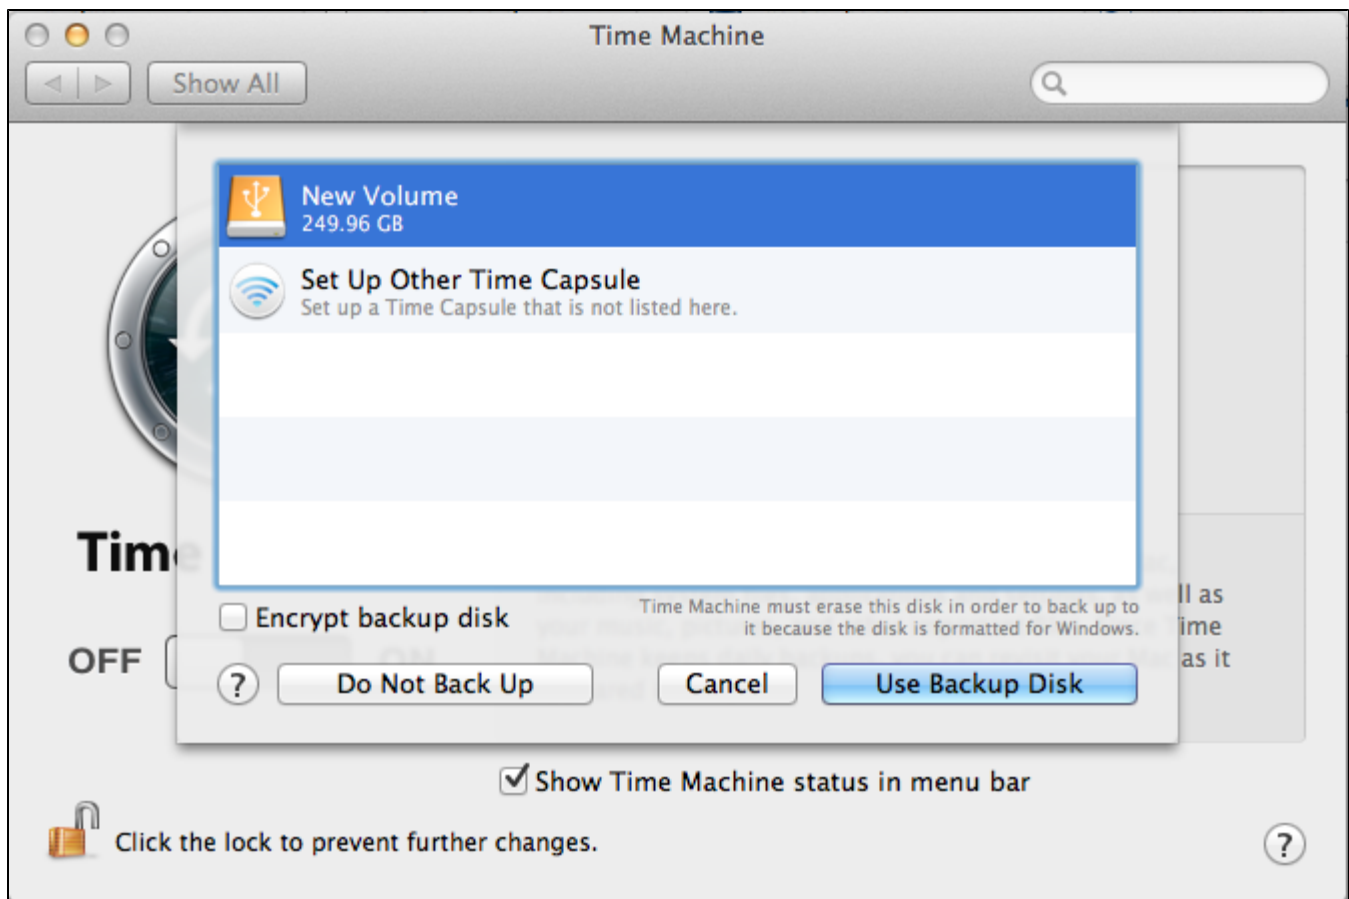 Time Machine
Show All
New Volume
249.96 GB
Set Up Other Time Capsule
Set up a Time Capsule that is not listed here.
Time
Encrypt backup disk
Time Machine must erase this disk in order to back up to
it because the disk is formatted for Windows.
ll as
ime
as it
OFF
ON
? Do Not Back Up Cancel Use Backup Disk
Show Time Machine status in menu bar
Click the lock to prevent further changes.
?